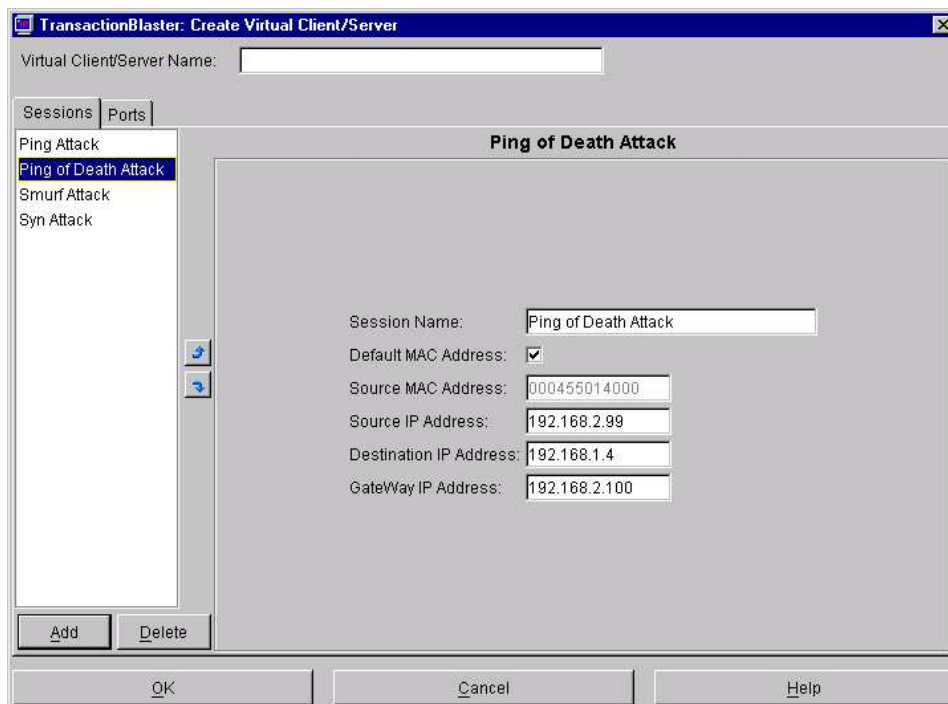 TransactionBlaster: Create Virtual Client/Server
Virtual Client/Server Name:
Sessions Ports
Ping Attack
Ping of Death Attack
Smurf Attack
Syn Attack
Ping of Death Attack
Session Name: Ping of Death Attack
Default MAC Address:
Source MAC Address: 000455014000
Source IP Address: 192.168.2.99
Destination IP Address: 192.168.1.4
GateWay IP Address: 192.168.2.100
Add Delete
OK Cancel Help